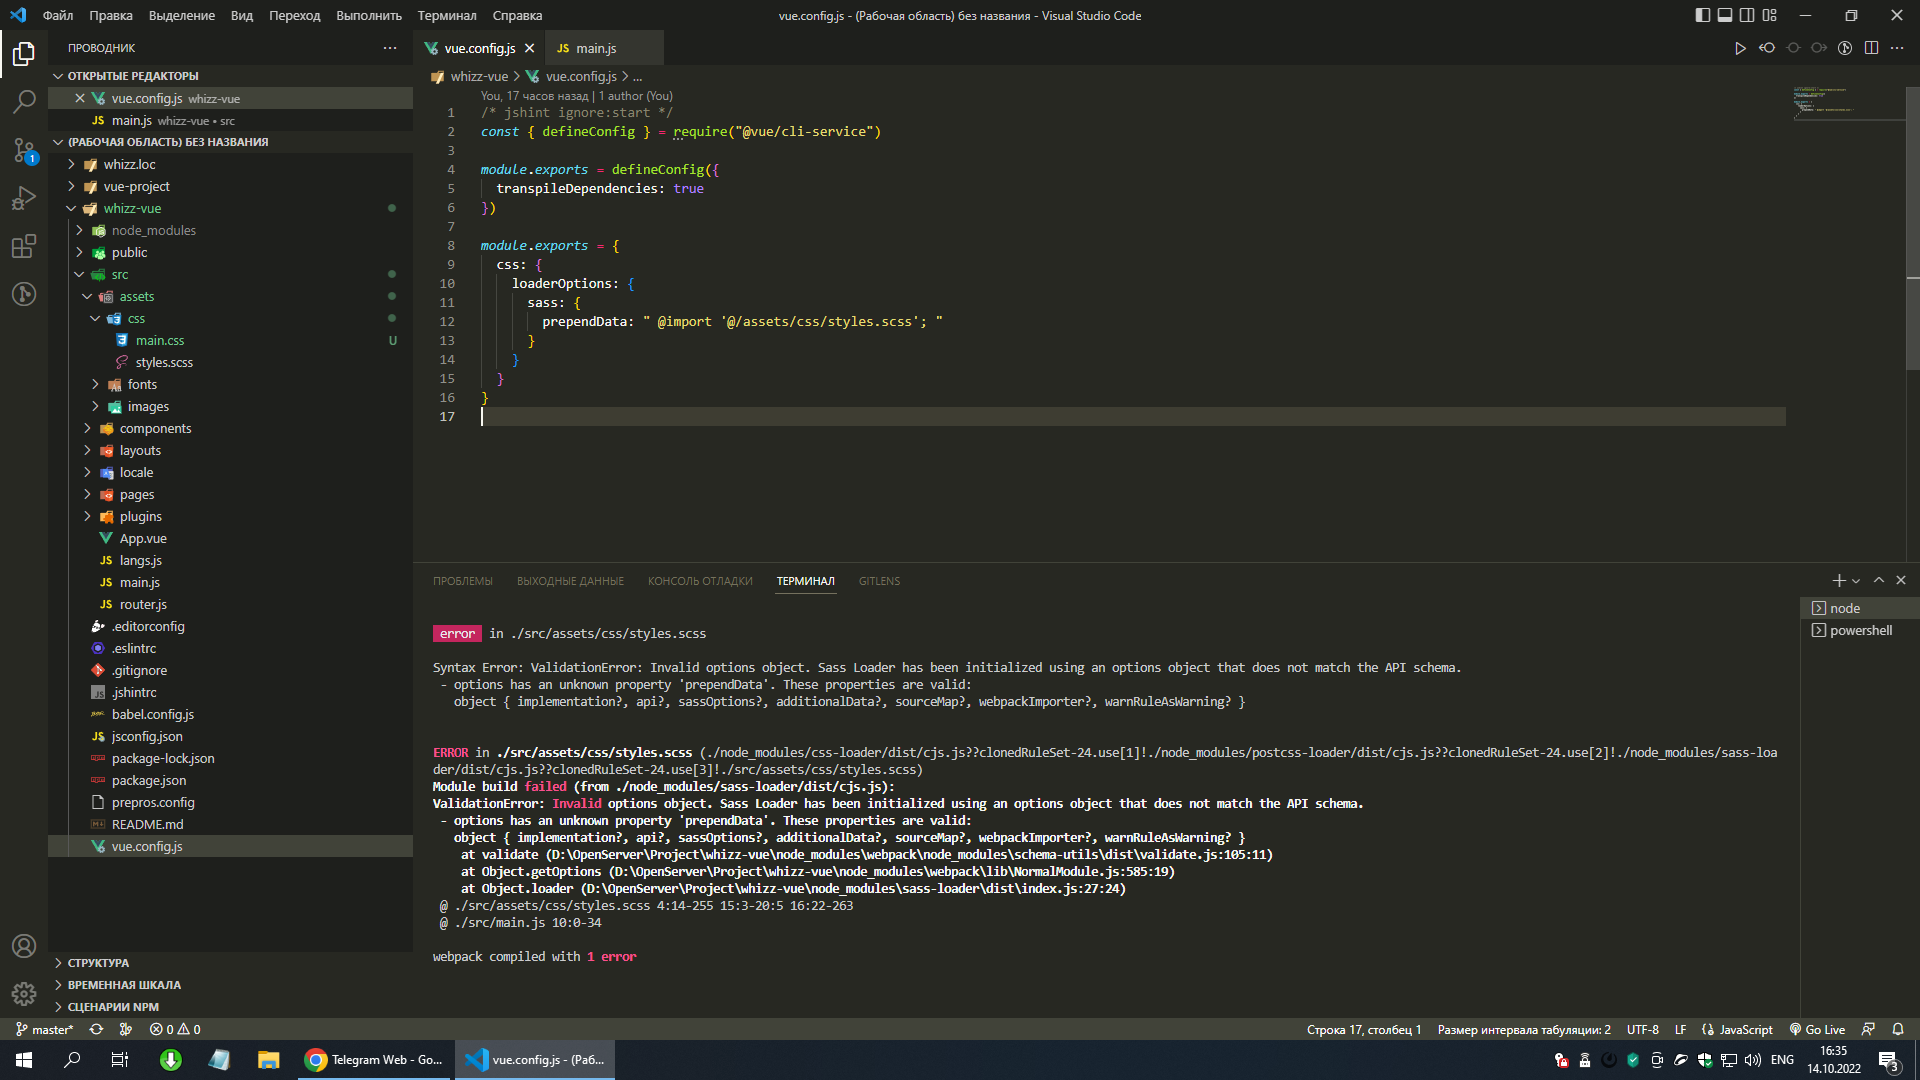 Файл Правка Выделение Вид Переход Выполнить Терминал Справка
vue.config.js - (Рабочая область) без названия - Visual Studio Code
ПРОВОДНИК
ОТКРЫТЫЕ РЕДАКТОРЫ
vue.config.js whizz-vue
main.js whizz-vue • src
(РАБОЧАЯ ОБЛАСТЬ) БЕЗ НАЗВАНИЯ
whizz.loc
1
vue-project
whizz-vue
node_modules
public
src
assets
css
main.css U
styles.scss
fonts
images
components
layouts
locale
pages
plugins
App.vue
JS langs.js
JS main.js
JS router.js
.editorconfig
.eslintrc
.gitignore
.jshintrc
babel.config.js
jsconfig.json
package-lock.json
package.json
prepros.config
README.md
vue.config.js
СТРУКТУРА
ВРЕМЕННАЯ ШКАЛА
СЦЕНАРИИ NPM
vue.config.js
JS main.js
whizz-vue > vue.config.js > ...
You, 17 часов назад | 1 author (You)
1 /* jshint ignore:start */
2 const { defineConfig } = require("@vue/cli-service")
3
4 module.exports = defineConfig({
5 transpileDependencies: true
6 })
7
8 module.exports = {
9 css: {
10 loaderOptions: {
11 sass: {
12 prependData: " @import '@/assets/css/styles.scss'; "
13 }
14 }
15 }
16 }
17
ПРОБЛЕМЫ ВЫХОДНЫЕ ДАННЫЕ КОНСОЛЬ ОТЛАДКИ ТЕРМИНАЛ GITLENS
node
powershell
error in ./src/assets/css/styles.scss
Syntax Error: ValidationError: Invalid options object. Sass Loader has been initialized using an options object that does not match the API schema.
- options has an unknown property 'prependData'. These properties are valid:
object { implementation?, api?, sassOptions?, additionalData?, sourceMap?, webpackImporter?, warnRuleAsWarning? }
ERROR in ./src/assets/css/styles.scss (./node_modules/css-loader/dist/cjs.js??clonedRuleSet-24.use[1]!./node_modules/postcss-loader/dist/cjs.js??clonedRuleSet-24.use[2]!./node_modules/sass-loa
der/dist/cjs.js??clonedRuleSet-24.use[3]!./src/assets/css/styles.scss)
Module build failed (from ./node_modules/sass-loader/dist/cjs.js):
ValidationError: Invalid options object. Sass Loader has been initialized using an options object that does not match the API schema.
- options has an unknown property 'prependData'. These properties are valid:
object { implementation?, api?, sassOptions?, additionalData?, sourceMap?, webpackImporter?, warnRuleAsWarning? }
at validate (D:\OpenServer\Project\whizz-vue\node_modules\webpack\node_modules\schema-utils\dist\validate.js:105:11)
at Object.getOptions (D:\OpenServer\Project\whizz-vue\node_modules\webpack\lib\NormalModule.js:585:19)
at Object.loader (D:\OpenServer\Project\whizz-vue\node_modules\sass-loader\dist\index.js:27:24)
@ ./src/assets/css/styles.scss 4:14-255 15:3-20:5 16:22-263
@ ./src/main.js 10:0-34
webpack compiled with 1 error
master* 0 0
Строка 17, столбец 1 Размер интервала табуляции: 2 UTF-8 LF JavaScript Go Live
Telegram Web - Go...
vue.config.js - (Раб...
ENG
16:35
14.10.2022
3